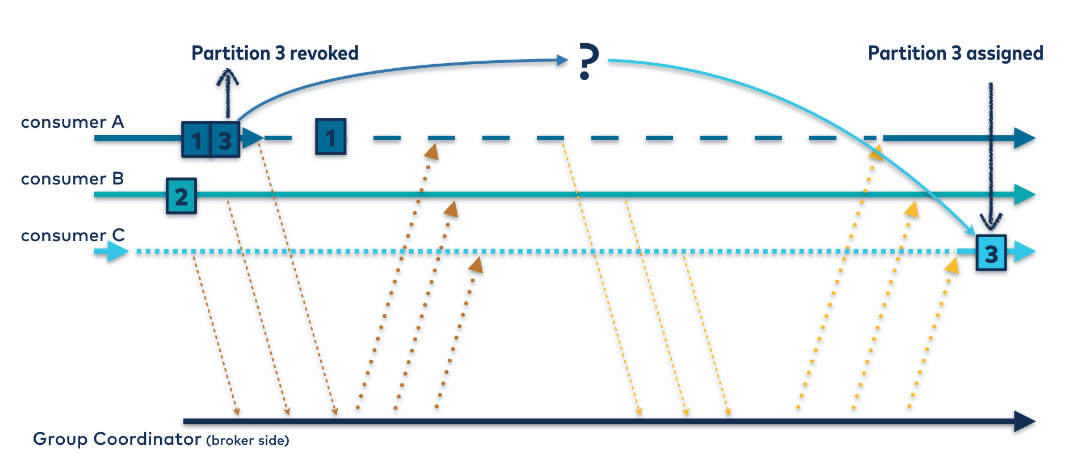 Partition 3 revoked
?
Partition 3 assigned
consumer A
1 3
1
consumer B
2
consumer C
3
Group Coordinator (broker side)